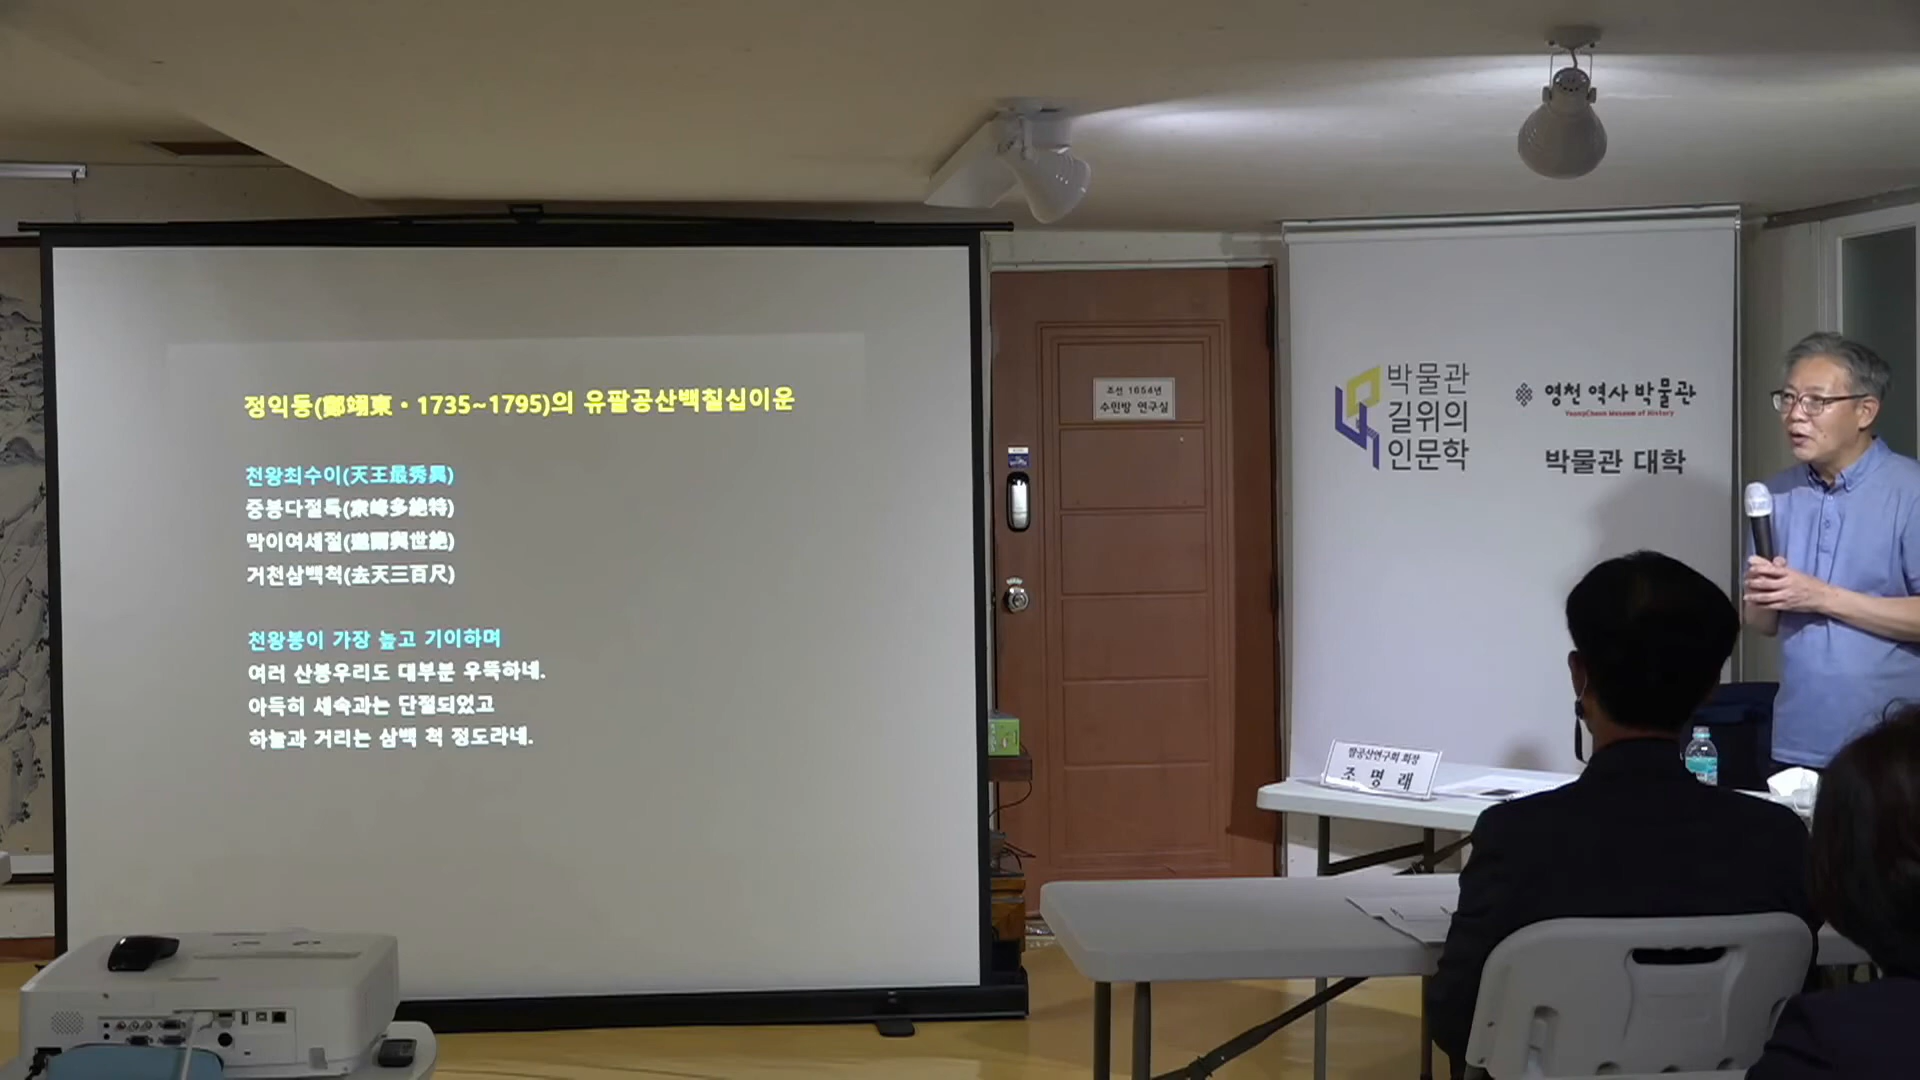 정익동(鄭翊東・1735~1795)의 유팔공산백칠십이운
천왕최수이(天王最秀異)
중봉다절특(衆峰多絶特)
막이여세절(邈爾與世絶)
거천삼백척(去天三百尺)
천왕봉이 가장 높고 기이하며
여러 산봉우리도 대부분 우뚝하네.
아득히 세속과는 단절되었고
하늘과 거리는 삼백 척 정도라네.
조선 1654년
수민방 연구실
박물관
길위의
인문학
영천 역사 박물관
YeongCheon Museum of History
박물관 대학
팔공산연구회 회장
조 명 래